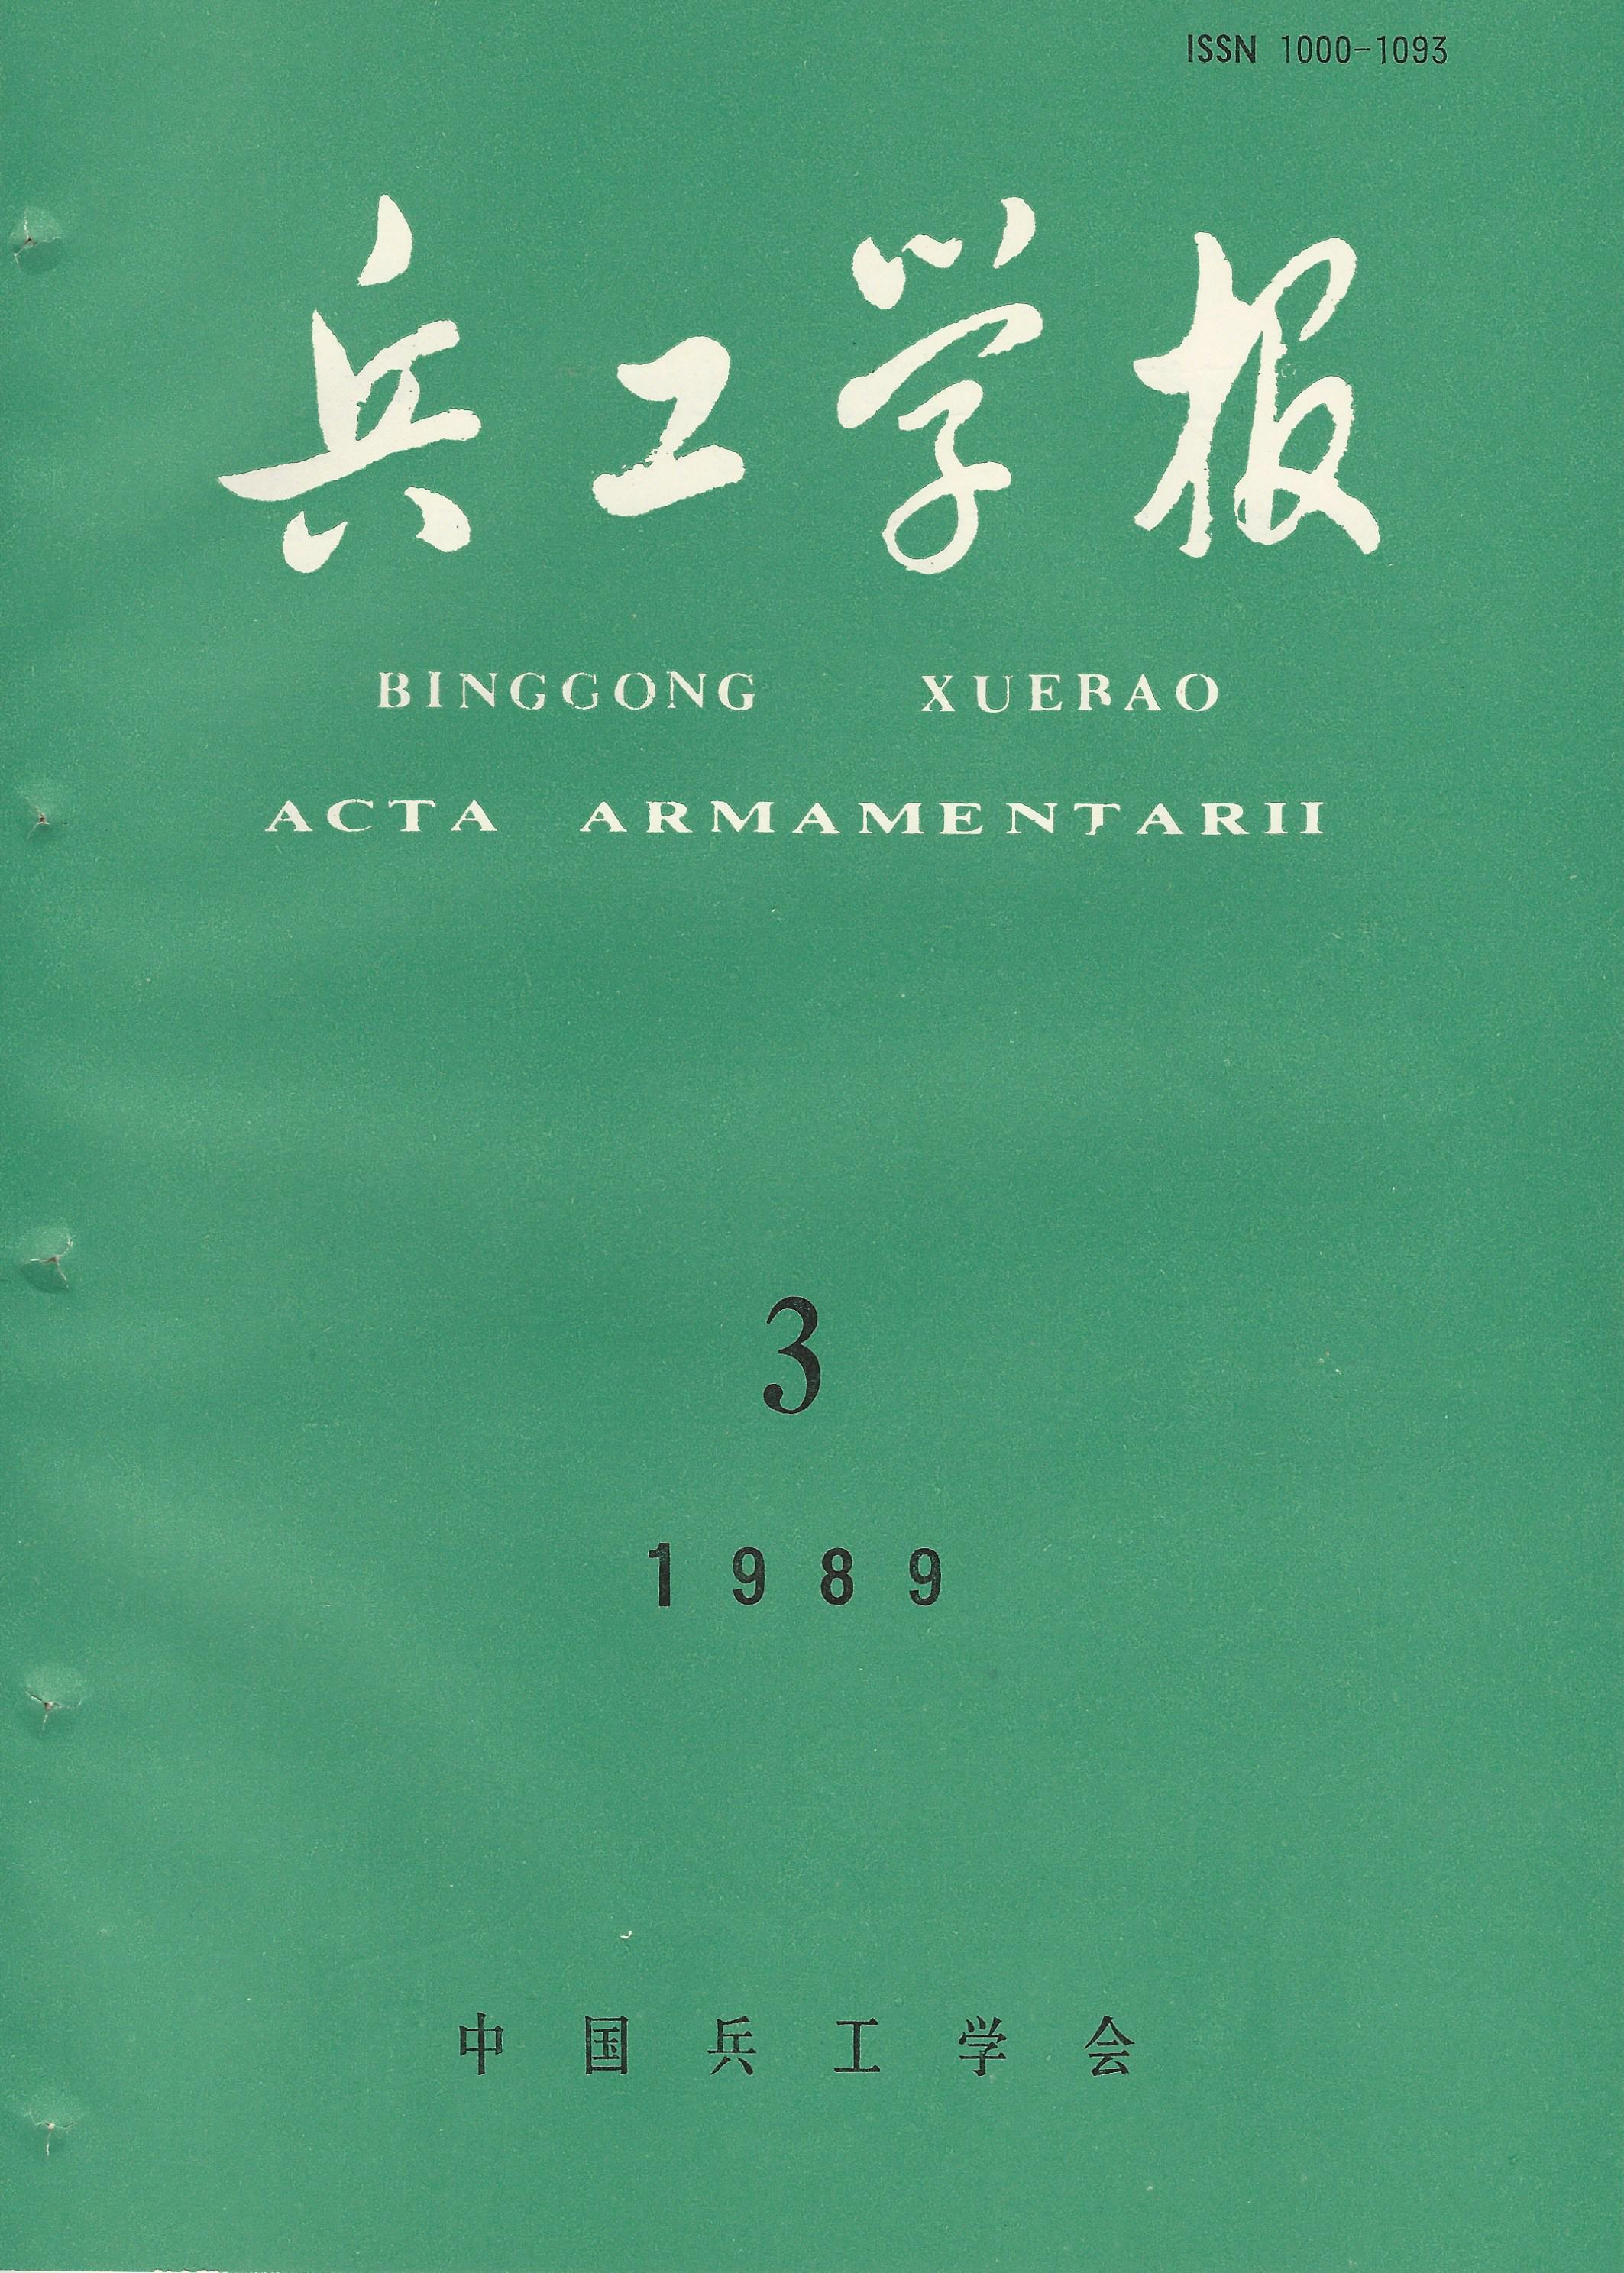 ISSN 1000-1093
兵工学报
BINGGONG XUEBAO
ACTA ARMAMENTARII
3
1989
中国兵工学会